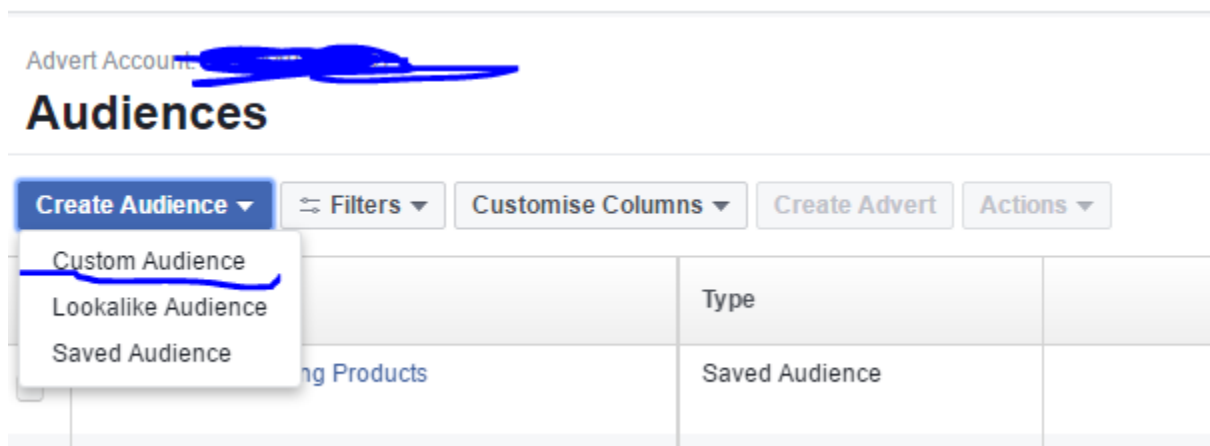 Advert Account:
Audiences
Create Audience Filters Customise Columns Create Advert Actions
Custom Audience
Lookalike Audience
Saved Audience
Type
ng Products Saved Audience